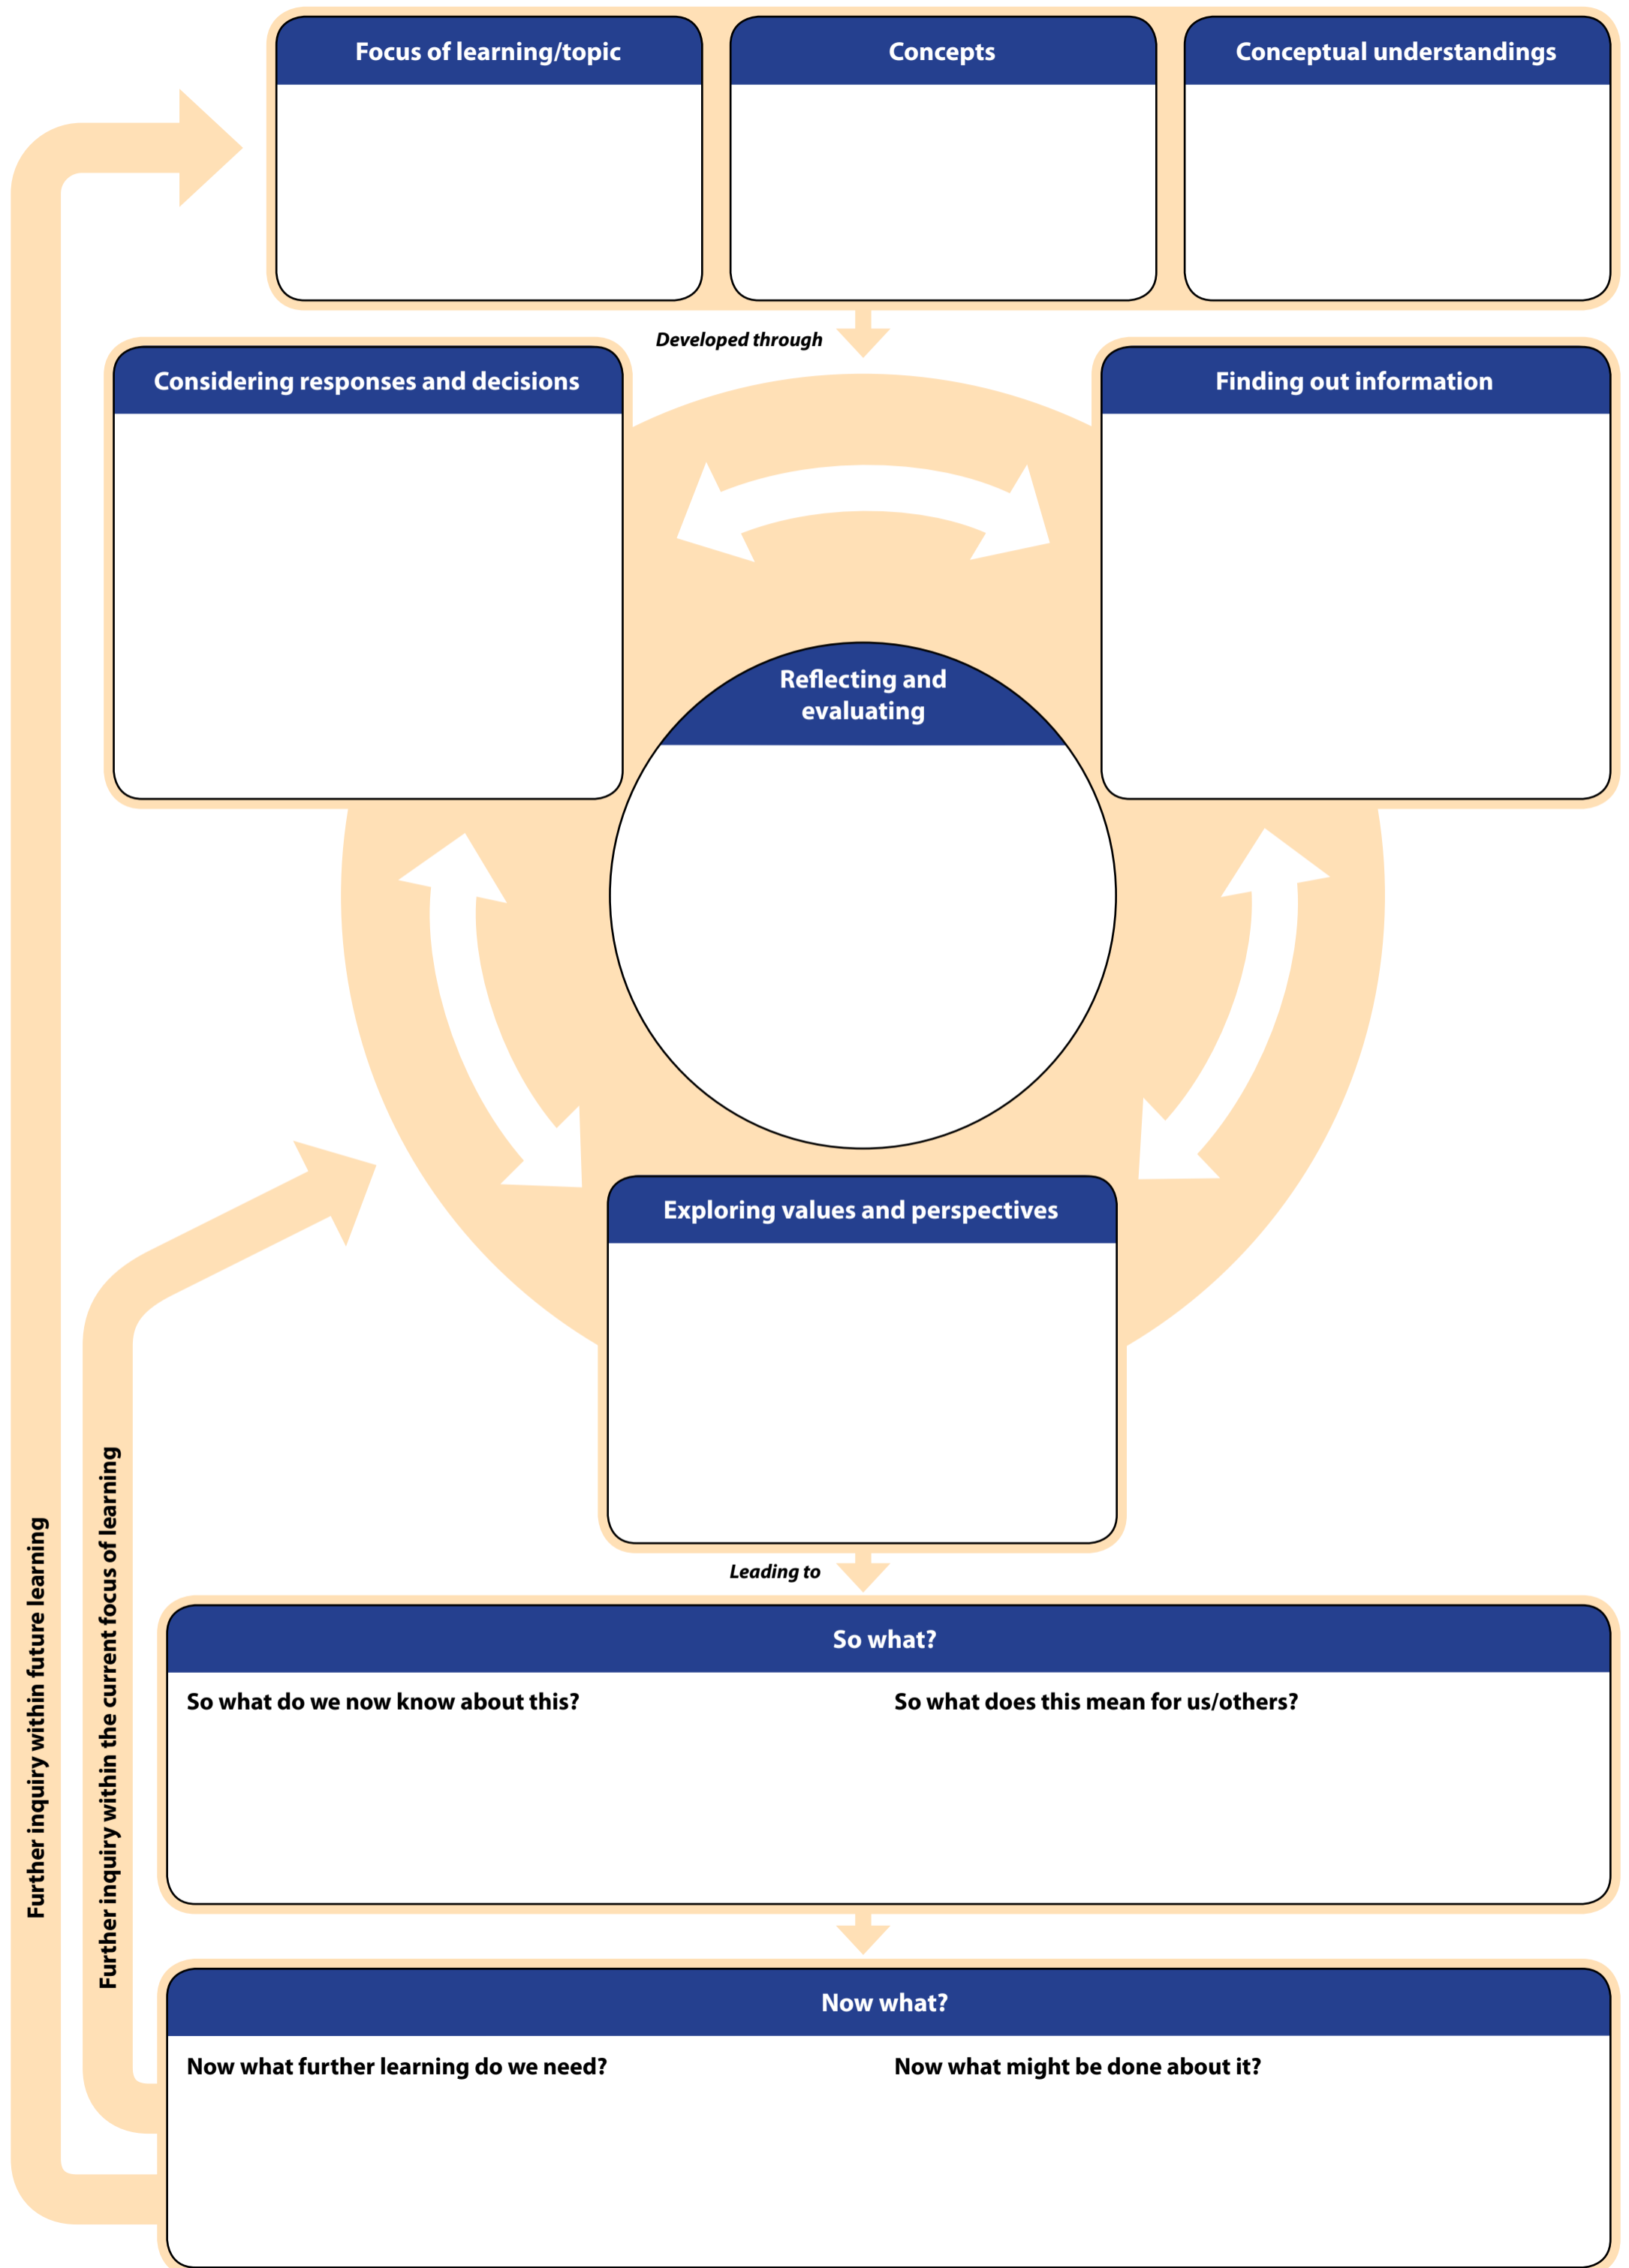 Focus of learning/topic
Concepts
Conceptual understandings
Developed through
Considering responses and decisions
Finding out information
Reflecting and
evaluating
Exploring values and perspectives
Leading to
So what?
So what do we now know about this?
So what does this mean for us/others?
Now what?
Now what further learning do we need?
Now what might be done about it?
Further inquiry within the current focus of learning
Further inquiry within future learning